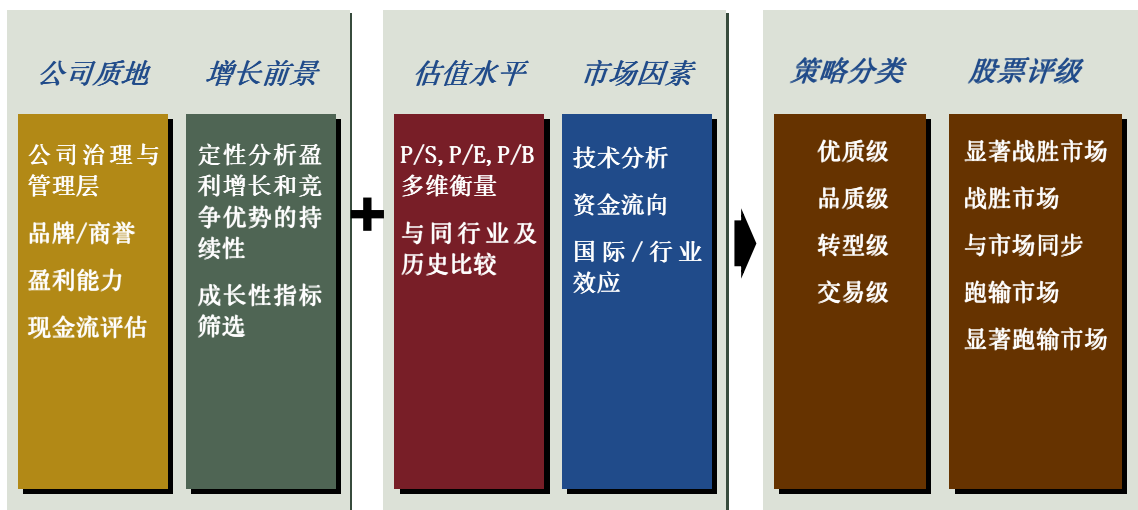 公司质地
公司治理与
管理层
品牌/商誉
盈利能力
现金流评估
增长前景
定性分析盈
利增长和竞
争优势的持
续性
成长性指标
筛选
+
估值水平
P/S,P/E,P/B
多维衡量
与同行业及
历史比较
市场因素
技术分析
资金流向
国际/行业
效应
策略分类
优质级
品质级
转型级
交易级
股票评级
显著战胜市场
战胜市场
与市场同步
跑输市场
显著跑输市场